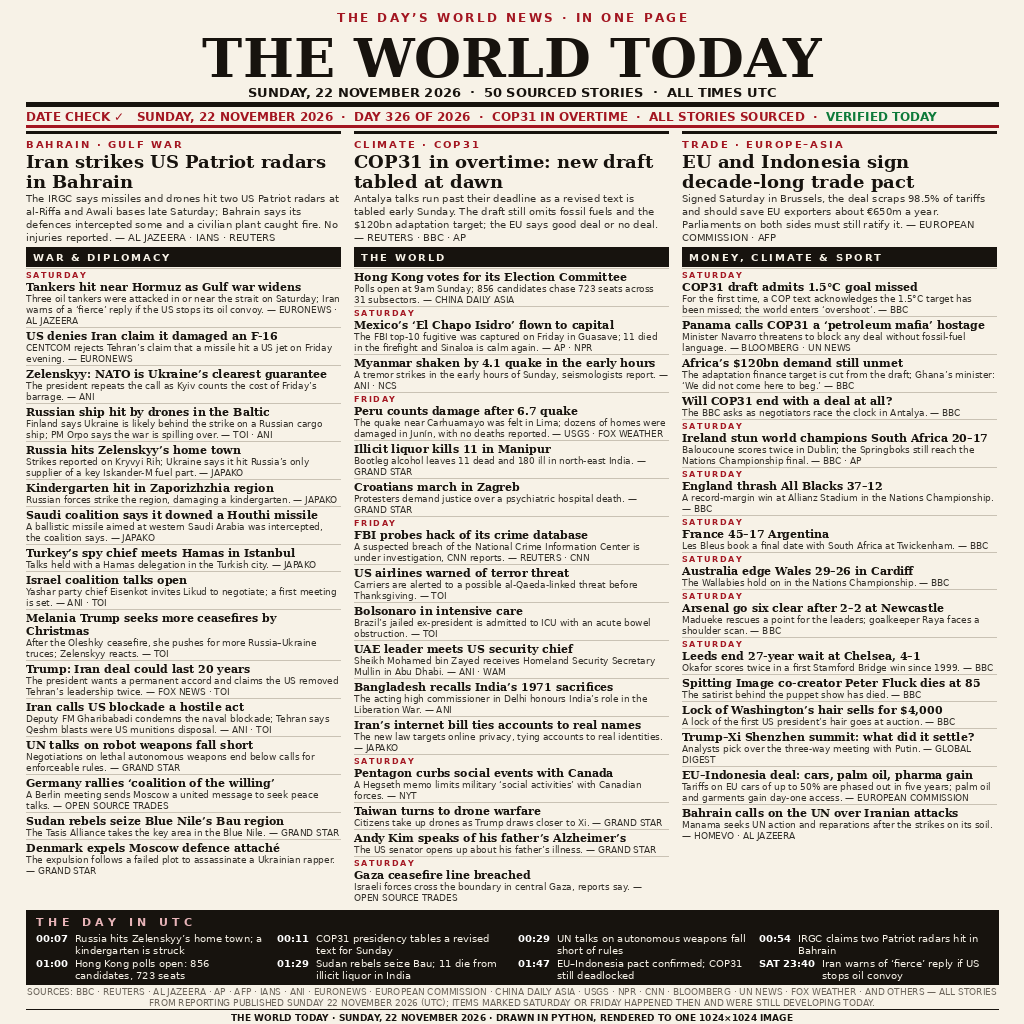 THE DAY’S WORLD NEWS · IN ONE PAGE
THE WORLD TODAY
SUNDAY, 22 NOVEMBER 2026 · 50 SOURCED STORIES · ALL TIMES UTC
DATE CHECK ✓ SUNDAY, 22 NOVEMBER 2026 · DAY 326 OF 2026 · COP31 IN OVERTIME · ALL STORIES SOURCED · VERIFIED TODAY
BAHRAIN · GULF WAR
Iran strikes US Patriot radars
in Bahrain
The IRGC says missiles and drones hit two US Patriot radars at
al-Riffa and Awali bases late Saturday; Bahrain says its
defences intercepted some and a civilian plant caught fire. No
injuries reported. — AL JAZEERA · IANS · REUTERS
WAR & DIPLOMACY
SATURDAY
Tankers hit near Hormuz as Gulf war widens
Three oil tankers were attacked in or near the strait on Saturday; Iran
warns of a ‘fierce’ reply if the US stops its oil convoy. — EURONEWS ·
AL JAZEERA
US denies Iran claim it damaged an F-16
CENTCOM rejects Tehran’s claim that a missile hit a US jet on Friday
evening. — EURONEWS
Zelenskyy: NATO is Ukraine’s clearest guarantee
The president repeats the call as Kyiv counts the cost of Friday’s
barrage. — ANI
Russian ship hit by drones in the Baltic
Finland says Ukraine is likely behind the strike on a Russian cargo
ship; PM Orpo says the war is spilling over. — TOI · ANI
Russia hits Zelenskyy’s home town
Strikes reported on Kryvyi Rih; Ukraine says it hit Russia’s only
supplier of a key Iskander-M fuel part. — JAPAKO
Kindergarten hit in Zaporizhzhia region
Russian forces strike the region, damaging a kindergarten. — JAPAKO
Saudi coalition says it downed a Houthi missile
A ballistic missile aimed at western Saudi Arabia was intercepted,
the coalition says. — JAPAKO
Turkey’s spy chief meets Hamas in Istanbul
Talks held with a Hamas delegation in the Turkish city. — JAPAKO
Israel coalition talks open
Yashar party chief Eisenkot invites Likud to negotiate; a first meeting
is set. — ANI · TOI
Melania Trump seeks more ceasefires by
Christmas
After the Oleshky ceasefire, she pushes for more Russia–Ukraine
truces; Zelenskyy reacts. — TOI
Trump: Iran deal could last 20 years
The president wants a permanent accord and claims the US removed
Tehran’s leadership twice. — FOX NEWS · TOI
Iran calls US blockade a hostile act
Deputy FM Gharibabadi condemns the naval blockade; Tehran says
Qeshm blasts were US munitions disposal. — ANI · TOI
UN talks on robot weapons fall short
Negotiations on lethal autonomous weapons end below calls for
enforceable rules. — GRAND STAR
Germany rallies ‘coalition of the willing’
A Berlin meeting sends Moscow a united message to seek peace
talks. — OPEN SOURCE TRADES
Sudan rebels seize Blue Nile’s Bau region
The Tasis Alliance takes the key area in the Blue Nile. — GRAND STAR
Denmark expels Moscow defence attaché
The expulsion follows a failed plot to assassinate a Ukrainian rapper.
— GRAND STAR
CLIMATE · COP31
COP31 in overtime: new draft
tabled at dawn
Antalya talks run past their deadline as a revised text is
tabled early Sunday. The draft still omits fossil fuels and the
$120bn adaptation target; the EU says good deal or no deal.
— REUTERS · BBC · AP
THE WORLD
Hong Kong votes for its Election Committee
Polls open at 9am Sunday; 856 candidates chase 723 seats across
31 subsectors. — CHINA DAILY ASIA
SATURDAY
Mexico’s ‘El Chapo Isidro’ flown to capital
The FBI top-10 fugitive was captured on Friday in Guasave; 11 died
in the firefight and Sinaloa is calm again. — AP · NPR
Myanmar shaken by 4.1 quake in the early hours
A tremor strikes in the early hours of Sunday, seismologists report. —
ANI · NCS
FRIDAY
Peru counts damage after 6.7 quake
The quake near Carhuamayo was felt in Lima; dozens of homes were
damaged in Junín, with no deaths reported. — USGS · FOX WEATHER
Illicit liquor kills 11 in Manipur
Bootleg alcohol leaves 11 dead and 180 ill in north-east India. —
GRAND STAR
Croatians march in Zagreb
Protesters demand justice over a psychiatric hospital death. —
GRAND STAR
FRIDAY
FBI probes hack of its crime database
A suspected breach of the National Crime Information Center is
under investigation, CNN reports. — REUTERS · CNN
US airlines warned of terror threat
Carriers are alerted to a possible al-Qaeda-linked threat before
Thanksgiving. — TOI
Bolsonaro in intensive care
Brazil’s jailed ex-president is admitted to ICU with an acute bowel
obstruction. — TOI
UAE leader meets US security chief
Sheikh Mohamed bin Zayed receives Homeland Security Secretary
Mullin in Abu Dhabi. — ANI · WAM
Bangladesh recalls India’s 1971 sacrifices
The acting high commissioner in Delhi honours India’s role in the
Liberation War. — ANI
Iran’s internet bill ties accounts to real names
The new law targets online privacy, tying accounts to real identities.
— JAPAKO
SATURDAY
Pentagon curbs social events with Canada
A Hegseth memo limits military ‘social activities’ with Canadian
forces. — NYT
Taiwan turns to drone warfare
Citizens take up drones as Trump draws closer to Xi. — GRAND STAR
Andy Kim speaks of his father’s Alzheimer’s
The US senator opens up about his father’s illness. — GRAND STAR
SATURDAY
Gaza ceasefire line breached
Israeli forces cross the boundary in central Gaza, reports say. —
OPEN SOURCE TRADES
TRADE · EUROPE–ASIA
EU and Indonesia sign
decade-long trade pact
Signed Saturday in Brussels, the deal scraps 98.5% of tariffs
and should save EU exporters about €650m a year.
Parliaments on both sides must still ratify it. — EUROPEAN
COMMISSION · AFP
MONEY, CLIMATE & SPORT
SATURDAY
COP31 draft admits 1.5°C goal missed
For the first time, a COP text acknowledges the 1.5°C target has
been missed; the world enters ‘overshoot’. — BBC
Panama calls COP31 a ‘petroleum mafia’ hostage
Minister Navarro threatens to block any deal without fossil-fuel
language. — BLOOMBERG · UN NEWS
Africa’s $120bn demand still unmet
The adaptation finance target is cut from the draft; Ghana’s minister:
‘We did not come here to beg.’ — BBC
Will COP31 end with a deal at all?
The BBC asks as negotiators race the clock in Antalya. — BBC
SATURDAY
Ireland stun world champions South Africa 20–17
Baloucoune scores twice in Dublin; the Springboks still reach the
Nations Championship final. — BBC · AP
SATURDAY
England thrash All Blacks 37–12
A record-margin win at Allianz Stadium in the Nations Championship.
— BBC
SATURDAY
France 45–17 Argentina
Les Bleus book a final date with South Africa at Twickenham. — BBC
SATURDAY
Australia edge Wales 29–26 in Cardiff
The Wallabies hold on in the Nations Championship. — BBC
SATURDAY
Arsenal go six clear after 2–2 at Newcastle
Madueke rescues a point for the leaders; goalkeeper Raya faces a
shoulder scan. — BBC
SATURDAY
Leeds end 27-year wait at Chelsea, 4–1
Okafor scores twice in a first Stamford Bridge win since 1999. — BBC
Spitting Image co-creator Peter Fluck dies at 85
The satirist behind the puppet show has died. — BBC
Lock of Washington’s hair sells for $4,000
A lock of the first US president’s hair goes at auction. — BBC
Trump–Xi Shenzhen summit: what did it settle?
Analysts pick over the three-way meeting with Putin. — GLOBAL
DIGEST
EU–Indonesia deal: cars, palm oil, pharma gain
Tariffs on EU cars of up to 50% are phased out in five years; palm oil
and garments gain day-one access. — EUROPEAN COMMISSION
Bahrain calls on the UN over Iranian attacks
Manama seeks UN action and reparations after the strikes on its soil.
— HOMEVO · AL JAZEERA
THE DAY IN UTC
00:07 Russia hits Zelenskyy’s home town; a
kindergarten is struck
00:11 COP31 presidency tables a revised
text for Sunday
00:29 UN talks on autonomous weapons fall
short of rules
00:54 IRGC claims two Patriot radars hit in
Bahrain
01:00 Hong Kong polls open: 856
candidates, 723 seats
01:29 Sudan rebels seize Bau; 11 die from
illicit liquor in India
01:47 EU–Indonesia pact confirmed; COP31
still deadlocked
SAT 23:40 Iran warns of ‘fierce’ reply if US
stops oil convoy
SOURCES: BBC · REUTERS · AL JAZEERA · AP · AFP · IANS · ANI · EURONEWS · EUROPEAN COMMISSION · CHINA DAILY ASIA · USGS · NPR · CNN · BLOOMBERG · UN NEWS · FOX WEATHER · AND OTHERS — ALL STORIES
FROM REPORTING PUBLISHED SUNDAY 22 NOVEMBER 2026 (UTC); ITEMS MARKED SATURDAY OR FRIDAY HAPPENED THEN AND WERE STILL DEVELOPING TODAY.
THE WORLD TODAY · SUNDAY, 22 NOVEMBER 2026 · DRAWN IN PYTHON, RENDERED TO ONE 1024×1024 IMAGE